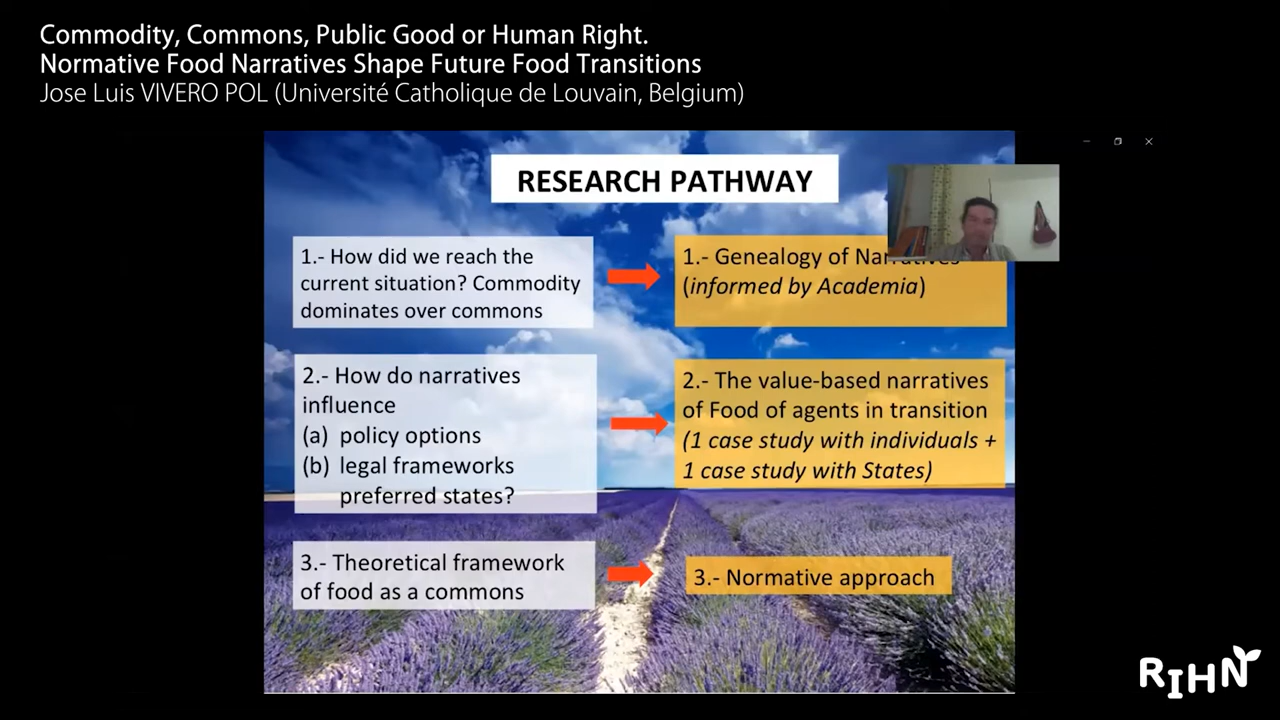 Commodity, Commons, Public Good or Human Right.
Normative Food Narratives Shape Future Food Transitions
Jose Luis VIVERO POL (Université Catholique de Louvain, Belgium)
RESEARCH PATHWAY
1.- How did we reach the
current situation? Commodity
dominates over commons
1.- Genealogy of Narratives
(informed by Academia)
2.- How do narratives
influence
(a) policy options
(b) legal frameworks
preferred states?
2.- The value-based narratives
of Food of agents in transition
(1 case study with individuals +
1 case study with States)
3.- Theoretical framework
of food as a commons
3.- Normative approach
RIHN